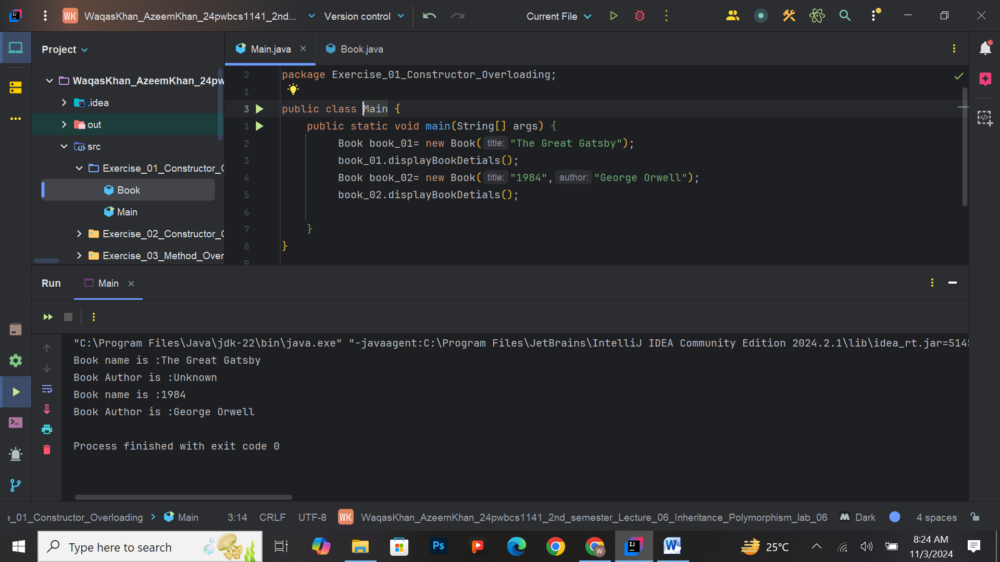 WK WaqasKhan_AzeemKhan_24pwbcs1141_2nd... Version control Current File
Project
Main.java Book.java
WaqasKhan_AzeemKhan_24pw
.idea
out
src
Exercise_01_Constructor_
Book
Main
Exercise_02_Constructor_
Exercise_03_Method_Over
2 package Exercise_01_Constructor_Overloading;
1
3 public class Main {
1 public static void main(String[] args) {
2 Book book_01= new Book( title: "The Great Gatsby");
3 book_01.displayBookDetials();
4 Book book_02= new Book( title: "1984", author: "George Orwell");
5 book_02.displayBookDetials();
6
7 }
8 }
9
Run Main
"C:\Program Files\Java\jdk-22\bin\java.exe" "-javaagent:C:\Program Files\JetBrains\IntelliJ IDEA Community Edition 2024.2.1\lib\idea_rt.jar=514
Book name is :The Great Gatsby
Book Author is :Unknown
Book name is :1984
Book Author is :George Orwell
Process finished with exit code 0
e_01_Constructor_Overloading Main 3:14 CRLF UTF-8 WK WaqasKhan_AzeemKhan_24pwbcs1141_2nd_semester_Lecture_06_Inheritance_Polymorphism_lab_06 Dark 4 spaces
Type here to search Ps W IJ W 25°C 8:24 AM
11/3/2024